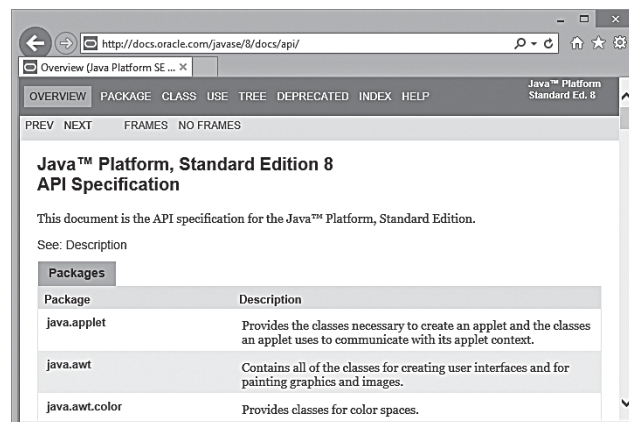 http://docs.oracle.com/javase/8/docs/api/
Overview (Java Platform SE ...
OVERVIEW PACKAGE CLASS USE TREE DEPRECATED INDEX HELP
Java™ Platform
Standard Ed. 8
PREV NEXT FRAMES NO FRAMES
Java™ Platform, Standard Edition 8
API Specification
This document is the API specification for the Java™ Platform, Standard Edition.
See: Description
Packages
Package Description
java.applet Provides the classes necessary to create an applet and the classes
an applet uses to communicate with its applet context.
java.awt Contains all of the classes for creating user interfaces and for
painting graphics and images.
java.awt.color Provides classes for color spaces.